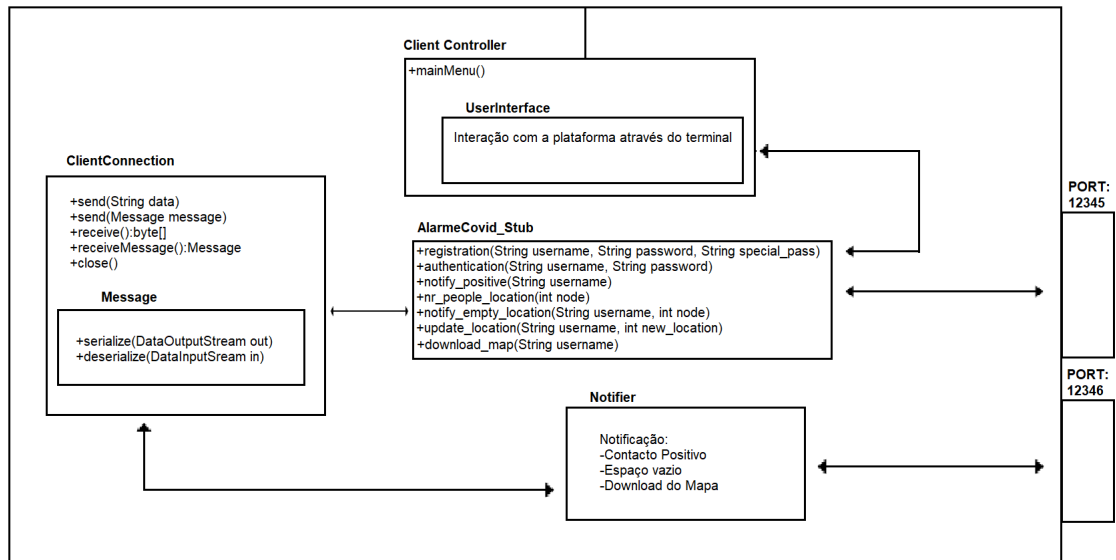 Client Controller
+mainMenu()
UserInterface
Interação com a plataforma através do terminal
ClientConnection
+send(String data)
+send(Message message)
+receive():byte[]
+receiveMessage():Message
+close()
Message
+serialize(DataOutputStream out)
+deserialize(DataInputSream in)
AlarmeCovid_Stub
+registration(String username, String password, String special_pass)
+authentication(String username, String password)
+notify_positive(String username)
+nr_people_location(int node)
+notify_empty_location(String username, int node)
+update_location(String username, int new_location)
+download_map(String username)
Notifier
Notificação:
-Contacto Positivo
-Espaço vazio
-Download do Mapa
PORT:
12345
PORT:
12346